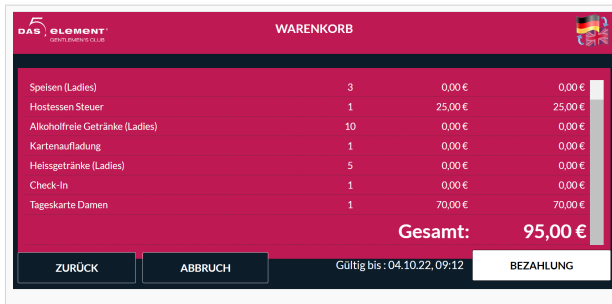 DAS 5 ELEMENT
GENTLEMEN'S CLUB
WARENKORB
Speisen (Ladies) 3 0,00 € 0,00 €
Hostessen Steuer 1 25,00 € 25,00 €
Alkoholfreie Getränke (Ladies) 10 0,00 € 0,00 €
Kartenaufladung 1 0,00 € 0,00 €
Heissgetränke (Ladies) 5 0,00 € 0,00 €
Check-In 1 0,00 € 0,00 €
Tageskarte Damen 1 70,00 € 70,00 €
Gesamt: 95,00 €
ZURÜCK ABBRUCH Gültig bis : 04.10.22, 09:12 BEZAHLUNG